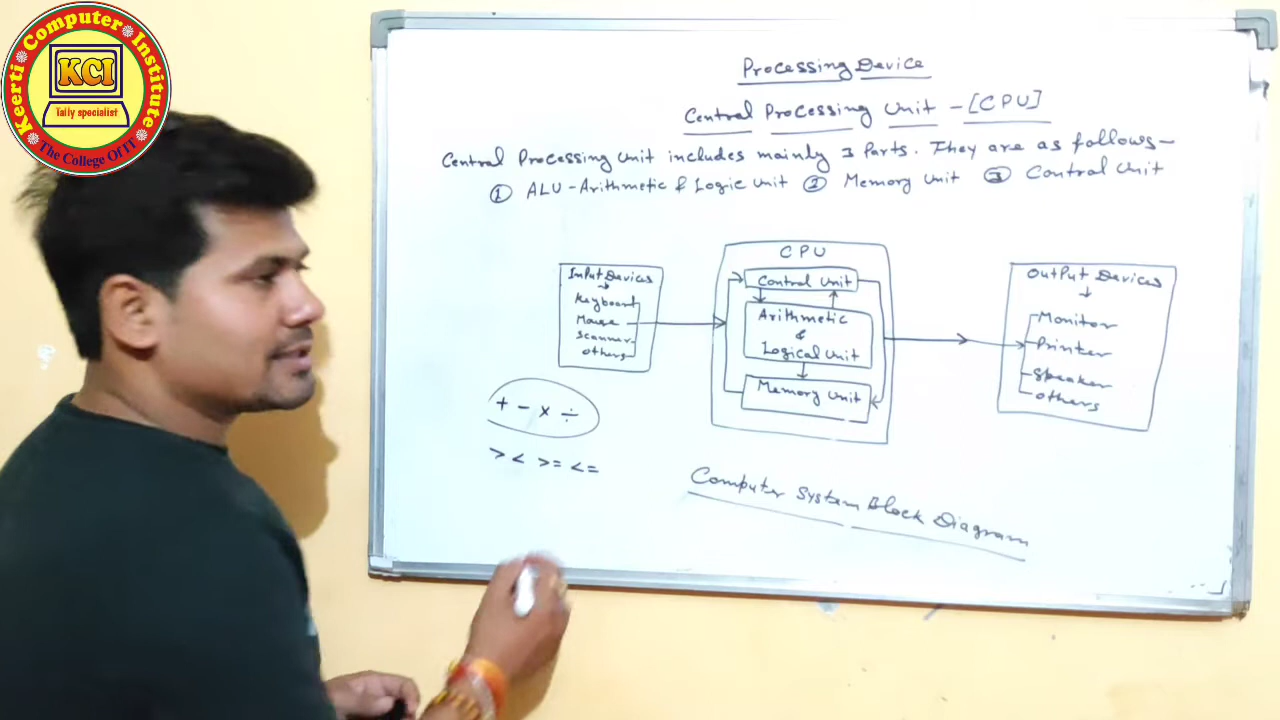 Keerti Computer Institute
KCI
Tally specialist
The College Of IT
Processing Device
Central Processing Unit - [CPU]
Central Processing Unit includes mainly 3 Parts. They are as follows-
① ALU - Arithmetic & Logic Unit ② Memory Unit ③ Control Unit
CPU
Input Devices
Keyboard
Mouse
Scanner
Others
Control Unit
Arithmetic
&
Logical Unit
Memory Unit
OutPut Devices
Monitor
Printer
Speaker
Others
+ - × ÷
> < >= <=
Computer System Block Diagram